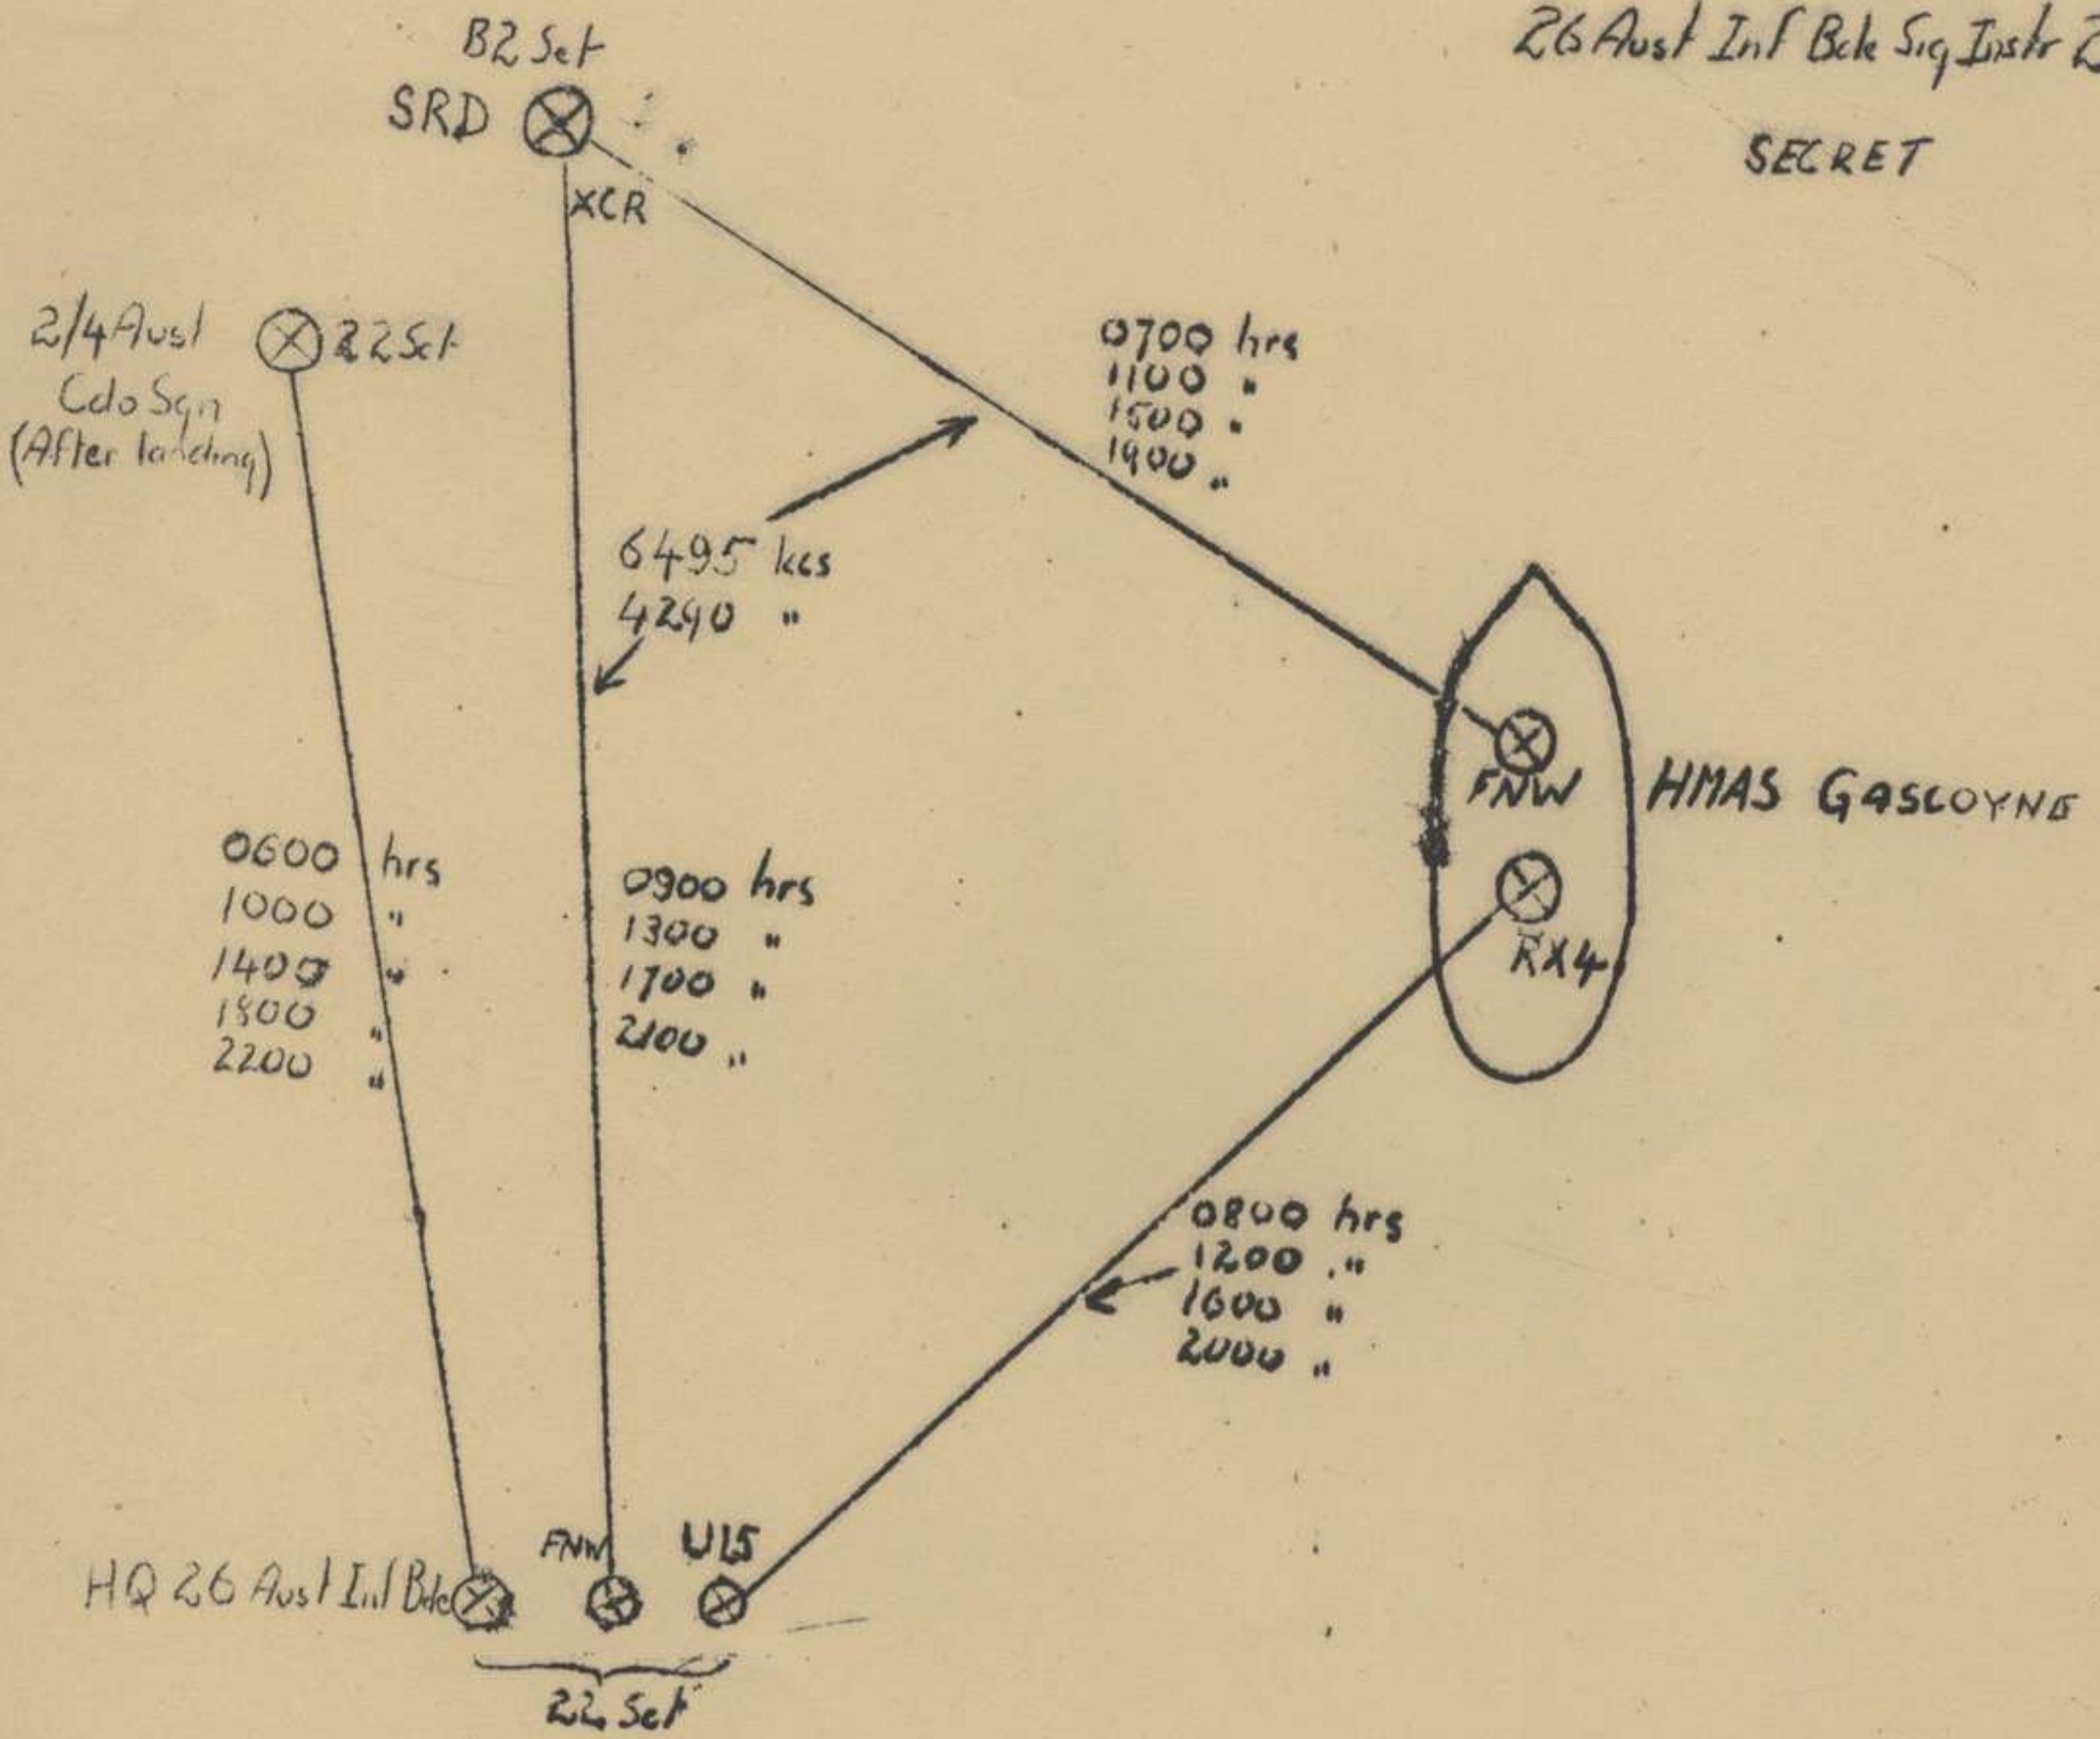 26 Aust Inf Bde Sig Instr 2
SECRET
B2 Set
SRD
XCR
2/4 Aust
22 Set
Cdo Sqn
(After landing)
0700 hrs
1100 "
1500 "
1900 "
6495 kcs
4290 "
FNW
HMAS GASCOYNE
RX4
0600 hrs
1000 "
1400 "
1800 "
2200 "
0900 hrs
1300 "
1700 "
2100 "
0800 hrs
1200 "
1600 "
2000 "
FNW
U15
HQ 26 Aust Inf Bde
22 Set